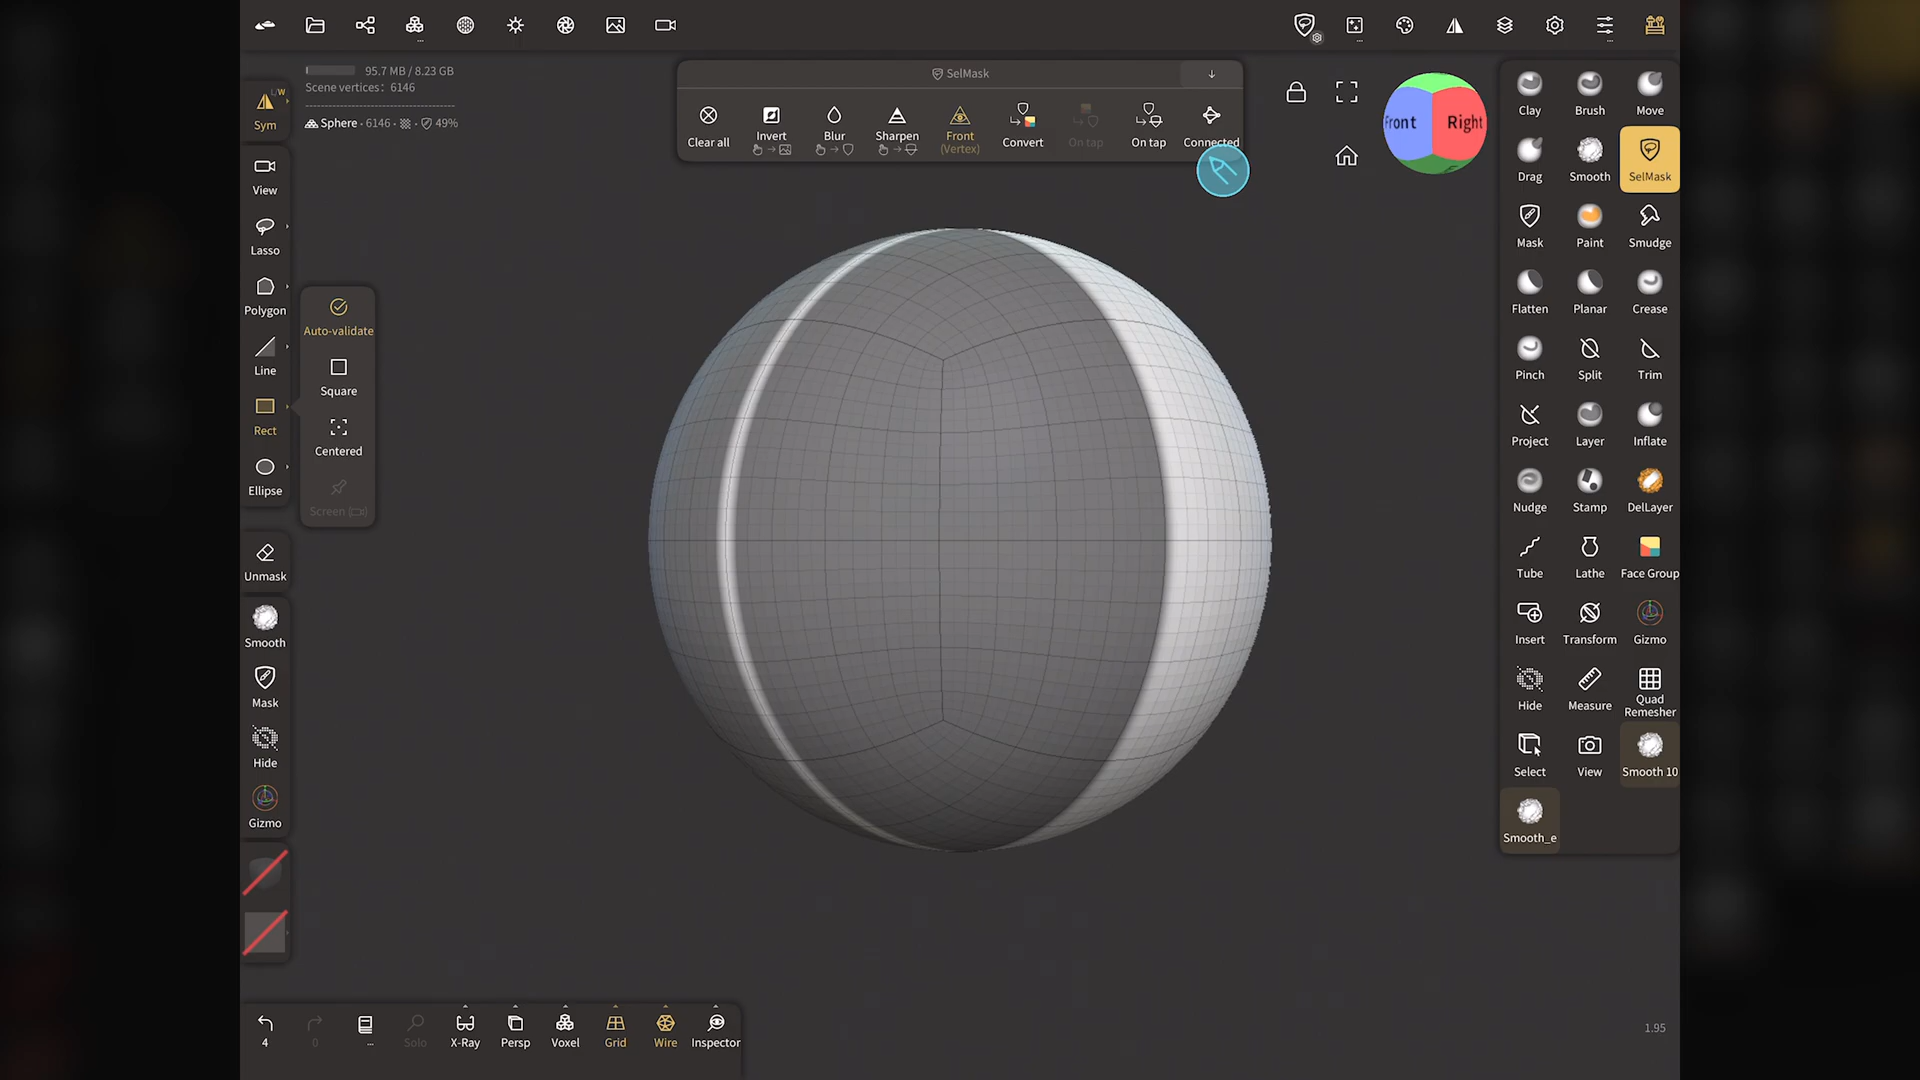 95.7 MB / 8.23 GB
Scene vertices: 6146
Sphere • 6146 • 49%
L/W
Sym
View
Lasso
Polygon
Line
Rect
Ellipse
Unmask
Smooth
Mask
Hide
Gizmo
Auto-validate
Square
Centered
Screen
SelMask
Clear all
Invert
Blur
Sharpen
Front
(Vertex)
Convert
On tap
On tap
Connected
Front
Right
Clay
Brush
Move
Drag
Smooth
SelMask
Mask
Paint
Smudge
Flatten
Planar
Crease
Pinch
Split
Trim
Project
Layer
Inflate
Nudge
Stamp
DelLayer
Tube
Lathe
Face Group
Insert
Transform
Gizmo
Hide
Measure
Quad
Remesher
Select
View
Smooth 10
Smooth_e
4
0
...
Solo
X-Ray
Persp
Voxel
Grid
Wire
Inspector
1.95